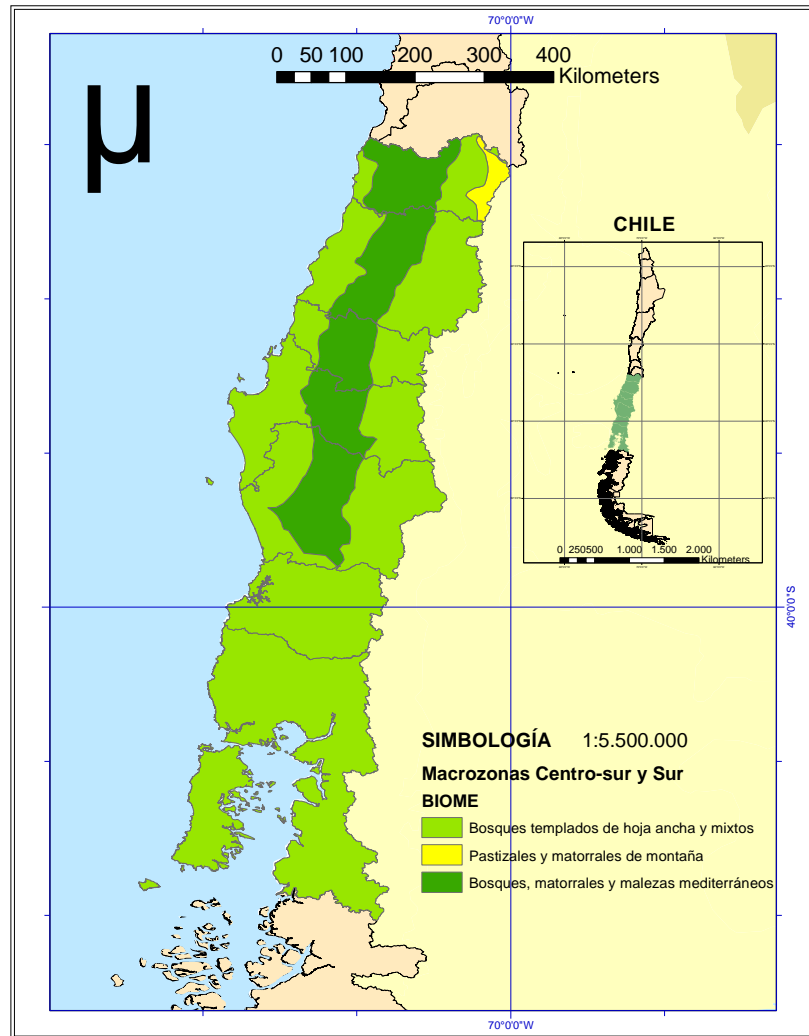 70°0'0"W
0 50 100 200 300 400
Kilometers
µ
CHILE
0 250500 1.000 1.500 2.000
Kilometers
40°0'0"S
SIMBOLOGÍA 1:5.500.000
Macrozonas Centro-sur y Sur
BIOME
Bosques templados de hoja ancha y mixtos
Pastizales y matorrales de montaña
Bosques, matorrales y malezas mediterráneos
70°0'0"W